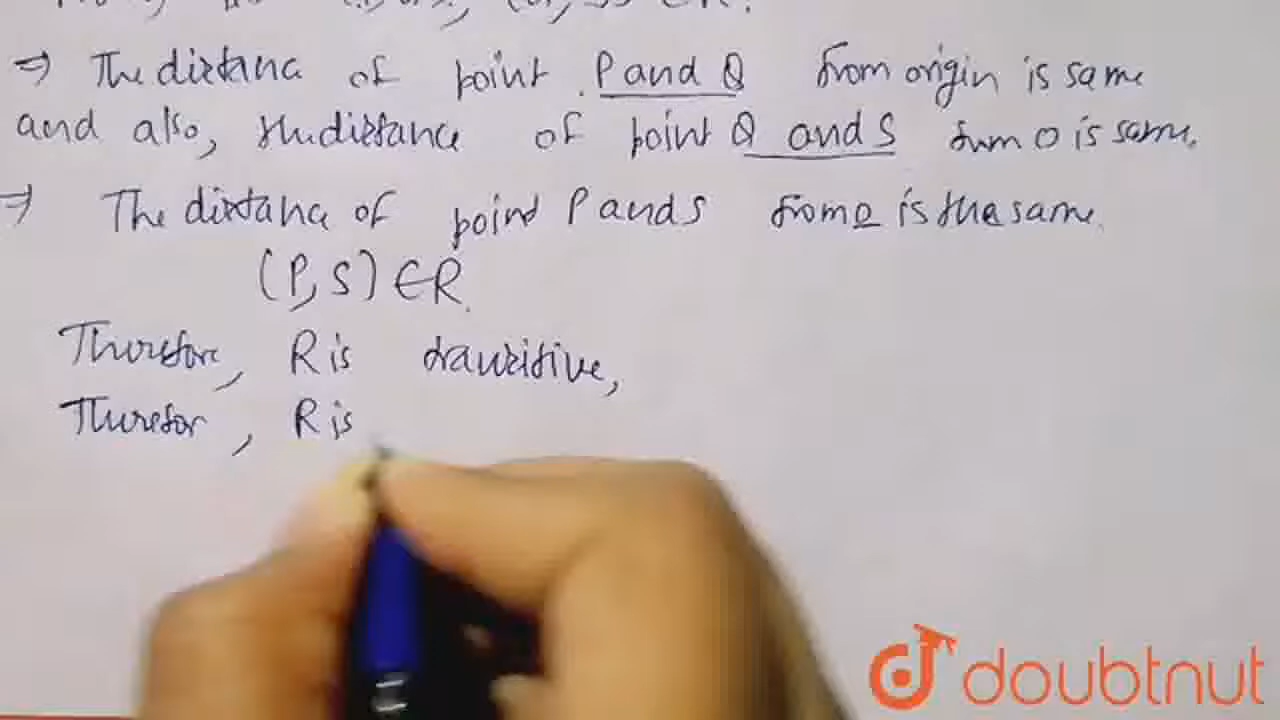 ⇒ The distance of point P and Q from origin is same
and also, the distance of point Q and S from O is same.
⇒ The distance of point P and S from O is the same.
(P,S) ∈ R.
Therefore, R is transitive,
Therefor, R is
doubtnut